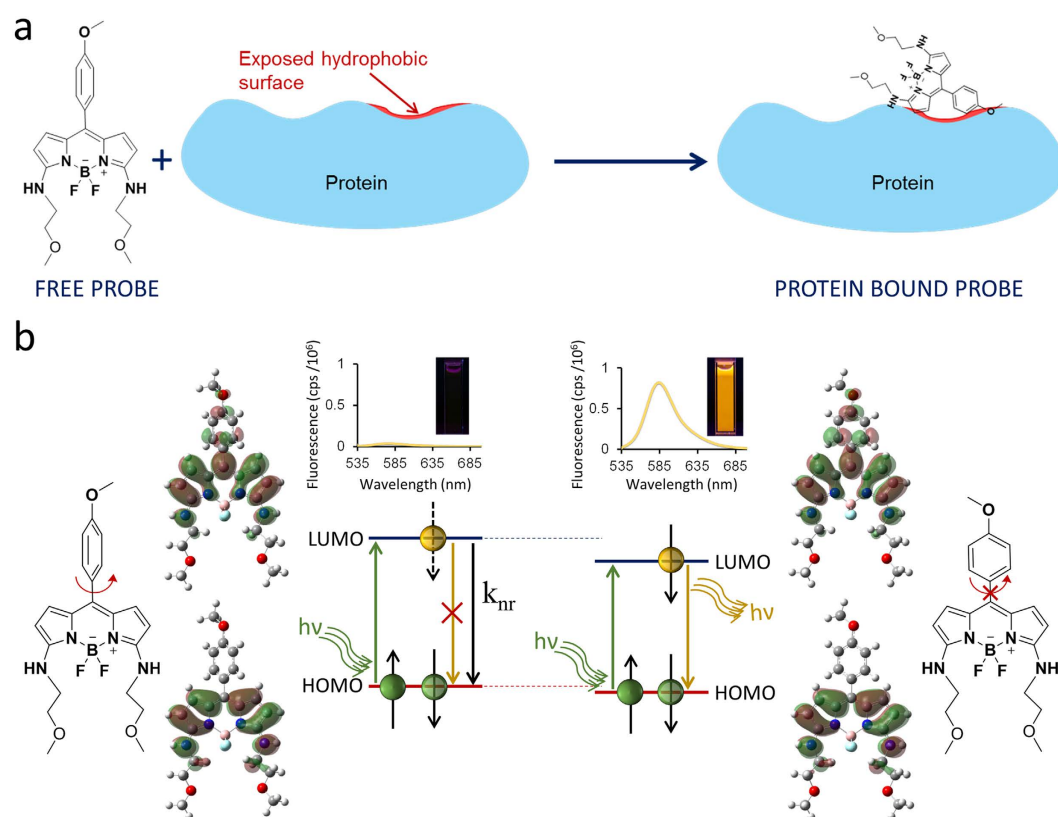 a
O
Exposed hydrophobic
surface
Protein
+
N
N
B
−
+
F
F
HN
NH
O
O
FREE PROBE
O
HN
F
F
B
N
N
HN
O
O
Protein
PROTEIN BOUND PROBE
b
Fluorescence (cps /10⁶)
1
0.5
0
535 585 635 685
Wavelength (nm)
Fluorescence (cps /10⁶)
1
0.5
0
535 585 635 685
Wavelength (nm)
LUMO
hν
k_nr
HOMO
LUMO
hν
hν
HOMO
O
N
N
B
−
+
F
F
HN
NH
O
O
O
N
N
B
−
+
F
F
HN
NH
O
O